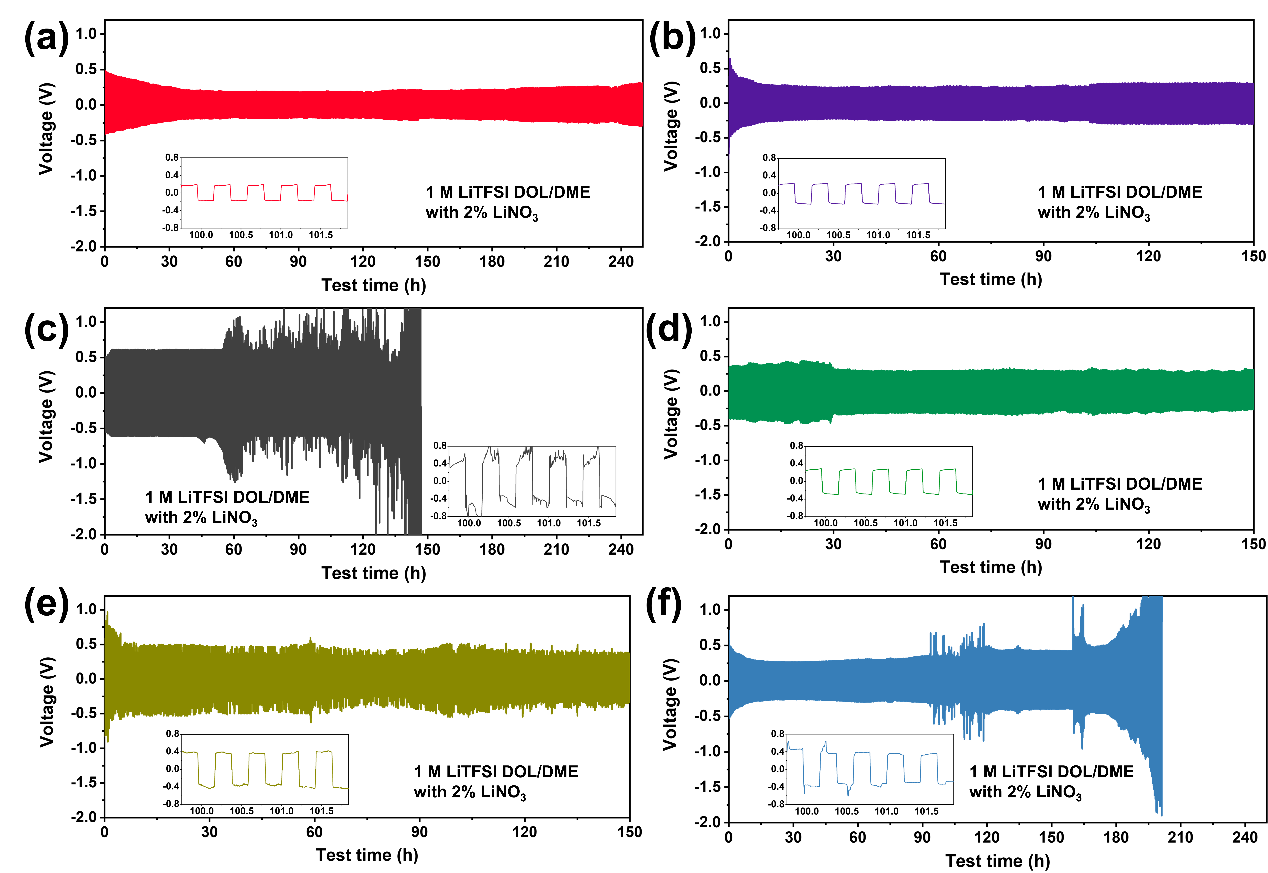 (a)
1.0
0.5
0.0
-0.5
-1.0
-1.5
-2.0
Voltage (V)
0.8
0.4
0.0
-0.4
-0.8
100.0 100.5 101.0 101.5
1 M LiTFSI DOL/DME
with 2% LiNO₃
0 30 60 90 120 150 180 210 240
Test time (h)
(b)
1.0
0.5
0.0
-0.5
-1.0
-1.5
-2.0
Voltage (V)
0.8
0.4
0.0
-0.4
-0.8
100.0 100.5 101.0 101.5
1 M LiTFSI DOL/DME
with 2% LiNO₃
0 30 60 90 120 150
Test time (h)
(c)
1.0
0.5
0.0
-0.5
-1.0
-1.5
-2.0
Voltage (V)
0.8
0.4
0.0
-0.4
-0.8
100.0 100.5 101.0 101.5
1 M LiTFSI DOL/DME
with 2% LiNO₃
0 30 60 90 120 150 180 210 240
Test time (h)
(d)
1.0
0.5
0.0
-0.5
-1.0
-1.5
-2.0
Voltage (V)
0.8
0.4
0.0
-0.4
-0.8
100.0 100.5 101.0 101.5
1 M LiTFSI DOL/DME
with 2% LiNO₃
0 30 60 90 120 150
Test time (h)
(e)
1.0
0.5
0.0
-0.5
-1.0
-1.5
-2.0
Voltage (V)
0.8
0.4
0.0
-0.4
-0.8
100.0 100.5 101.0 101.5
1 M LiTFSI DOL/DME
with 2% LiNO₃
0 30 60 90 120 150
Test time (h)
(f)
1.0
0.5
0.0
-0.5
-1.0
-1.5
-2.0
Voltage (V)
0.8
0.4
0.0
-0.4
-0.8
100.0 100.5 101.0 101.5
1 M LiTFSI DOL/DME
with 2% LiNO₃
0 30 60 90 120 150 180 210 240
Test time (h)